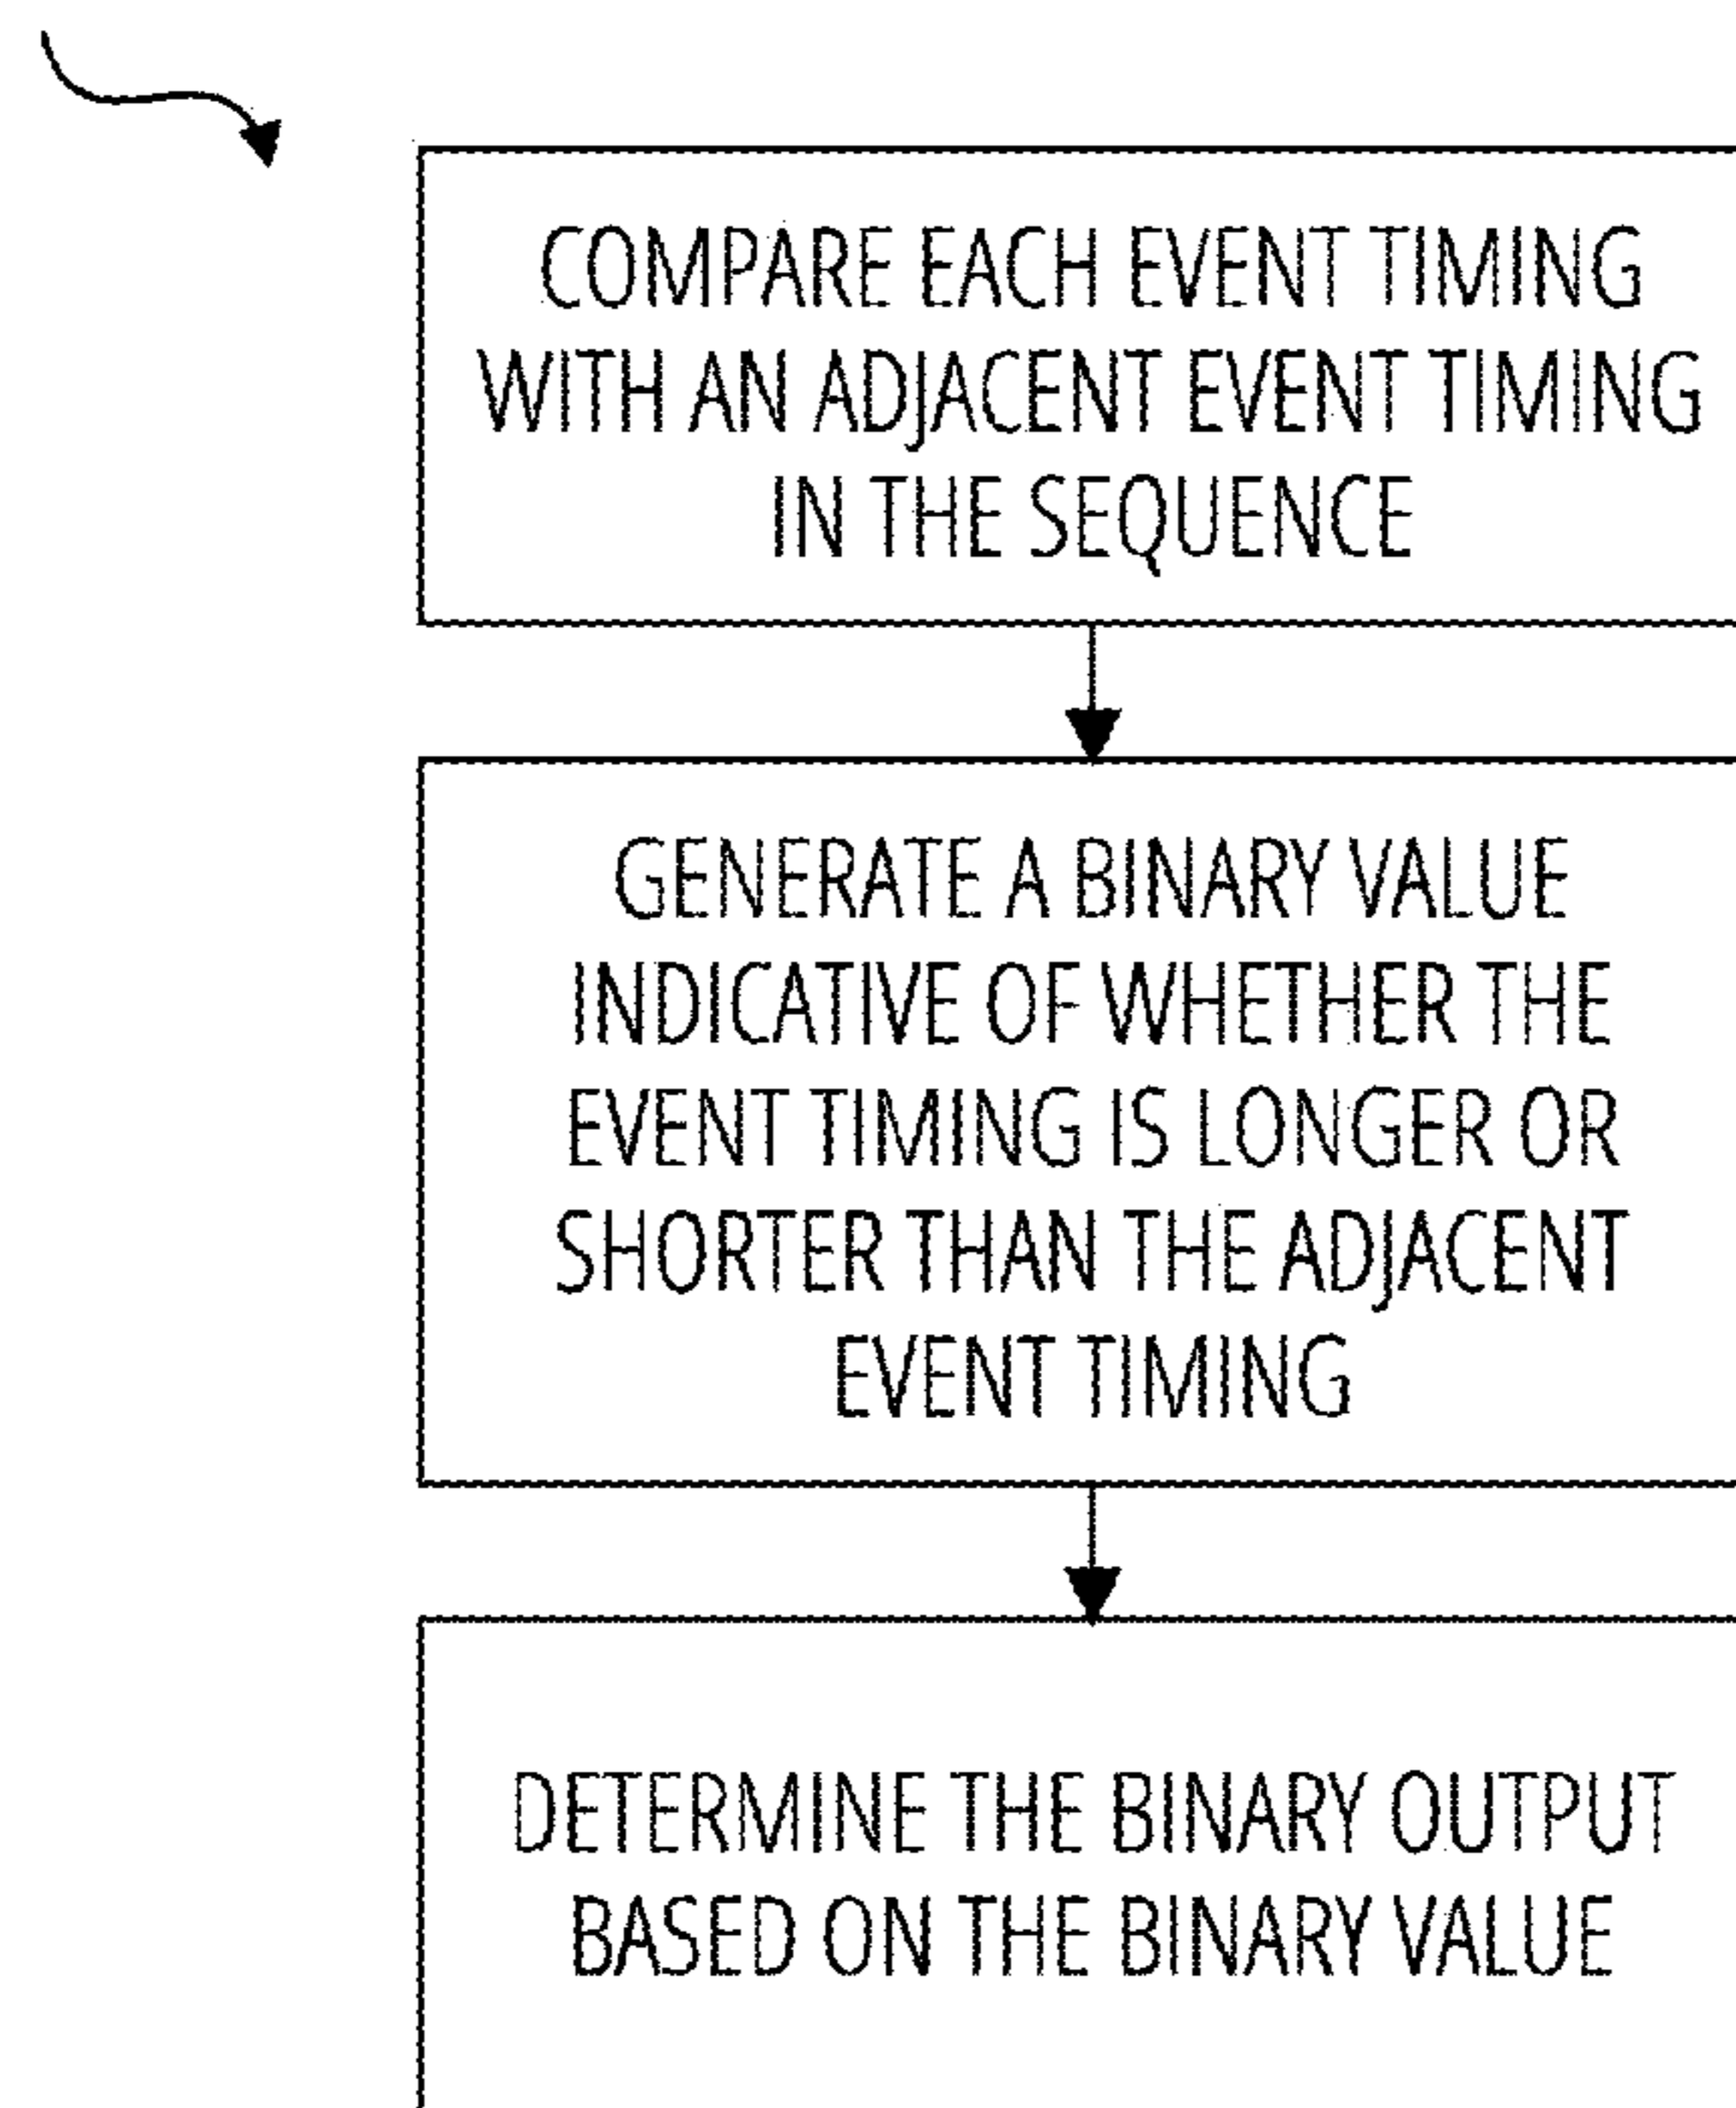 COMPARE EACH EVENT TIMING
WITH AN ADJACENT EVENT TIMING
IN THE SEQUENCE
GENERATE A BINARY VALUE
INDICATIVE OF WHETHER THE
EVENT TIMING IS LONGER OR
SHORTER THAN THE ADJACENT
EVENT TIMING
DETERMINE THE BINARY OUTPUT
BASED ON THE BINARY VALUE